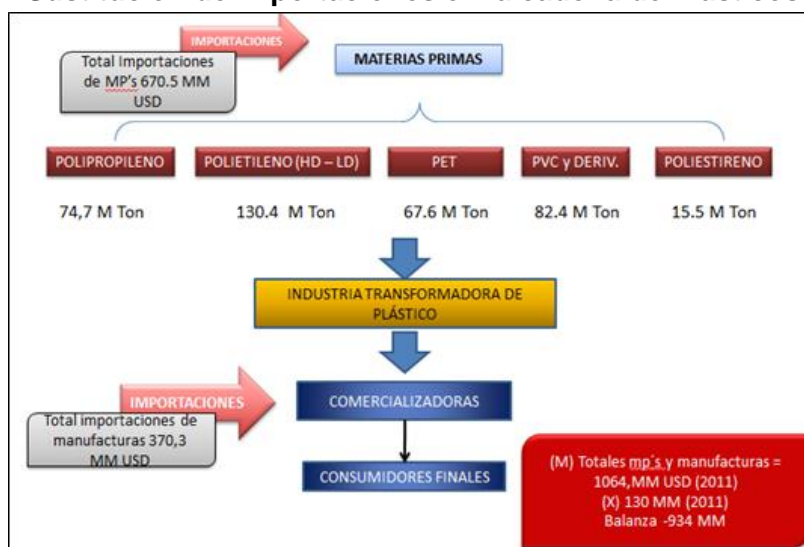 IMPORTACIONES
Total Importaciones
de MP's 670.5 MM
USD
MATERIAS PRIMAS
POLIPROPILENO
POLIETILENO (HD – LD)
PET
PVC y DERIV.
POLIESTIRENO
74,7 M Ton
130.4 M Ton
67.6 M Ton
82.4 M Ton
15.5 M Ton
INDUSTRIA TRANSFORMADORA DE
PLÁSTICO
IMPORTACIONES
Total importaciones de
manufacturas 370,3
MM USD
COMERCIALIZADORAS
CONSUMIDORES FINALES
(M) Totales mp´s y manufacturas =
1064,MM USD (2011)
(X) 130 MM (2011)
Balanza -934 MM